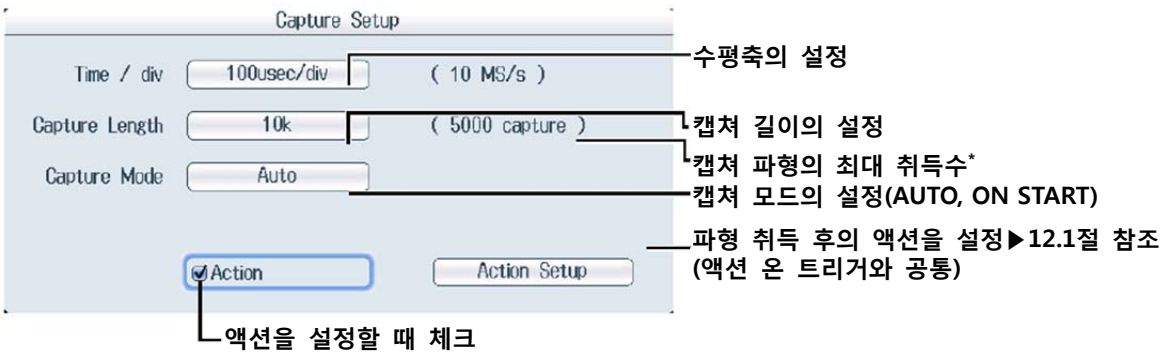 Capture Setup
Time / div 100usec/div ( 10 MS/s ) 수평축의 설정
Capture Length 10k ( 5000 capture ) 캡쳐 길이의 설정
캡쳐 파형의 최대 취득수*
Capture Mode Auto 캡쳐 모드의 설정(AUTO, ON START)
파형 취득 후의 액션을 설정▶12.1절 참조
(액션 온 트리거와 공통)
Action Action Setup
액션을 설정할 때 체크